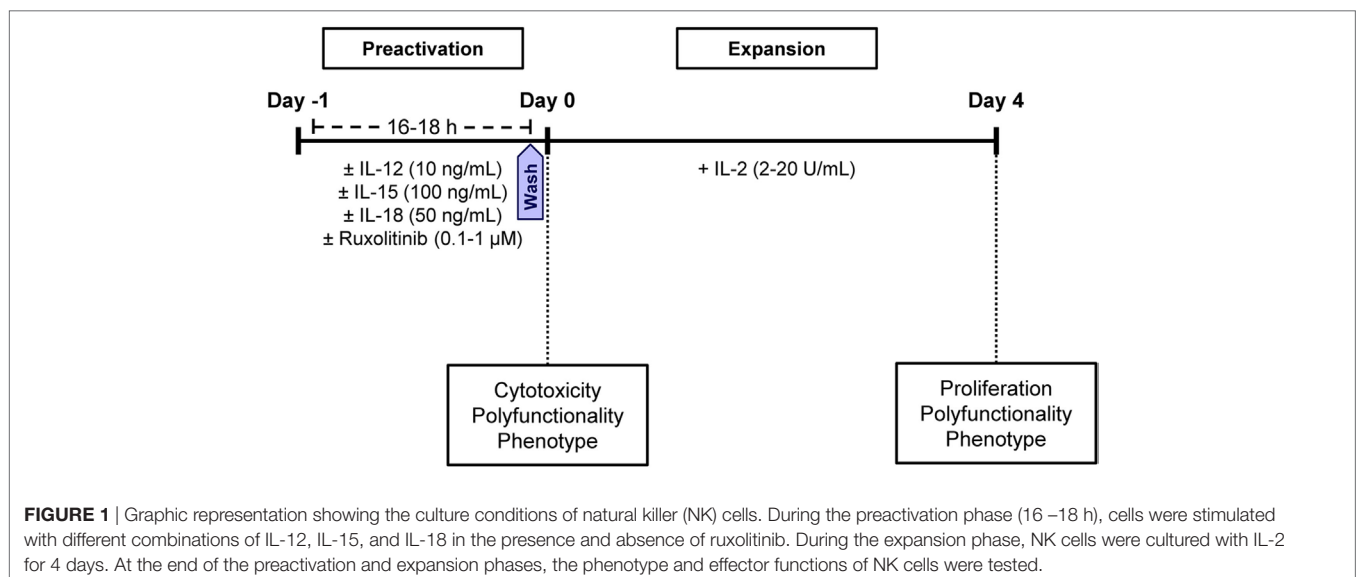 Preactivation
Expansion
Day -1
Day 0
Day 4
16-18 h
± IL-12 (10 ng/mL)
± IL-15 (100 ng/mL)
± IL-18 (50 ng/mL)
± Ruxolitinib (0.1-1 µM)
Wash
+ IL-2 (2-20 U/mL)
Cytotoxicity
Polyfunctionality
Phenotype
Proliferation
Polyfunctionality
Phenotype
FIGURE 1 | Graphic representation showing the culture conditions of natural killer (NK) cells. During the preactivation phase (16 –18 h), cells were stimulated
with different combinations of IL-12, IL-15, and IL-18 in the presence and absence of ruxolitinib. During the expansion phase, NK cells were cultured with IL-2
for 4 days. At the end of the preactivation and expansion phases, the phenotype and effector functions of NK cells were tested.